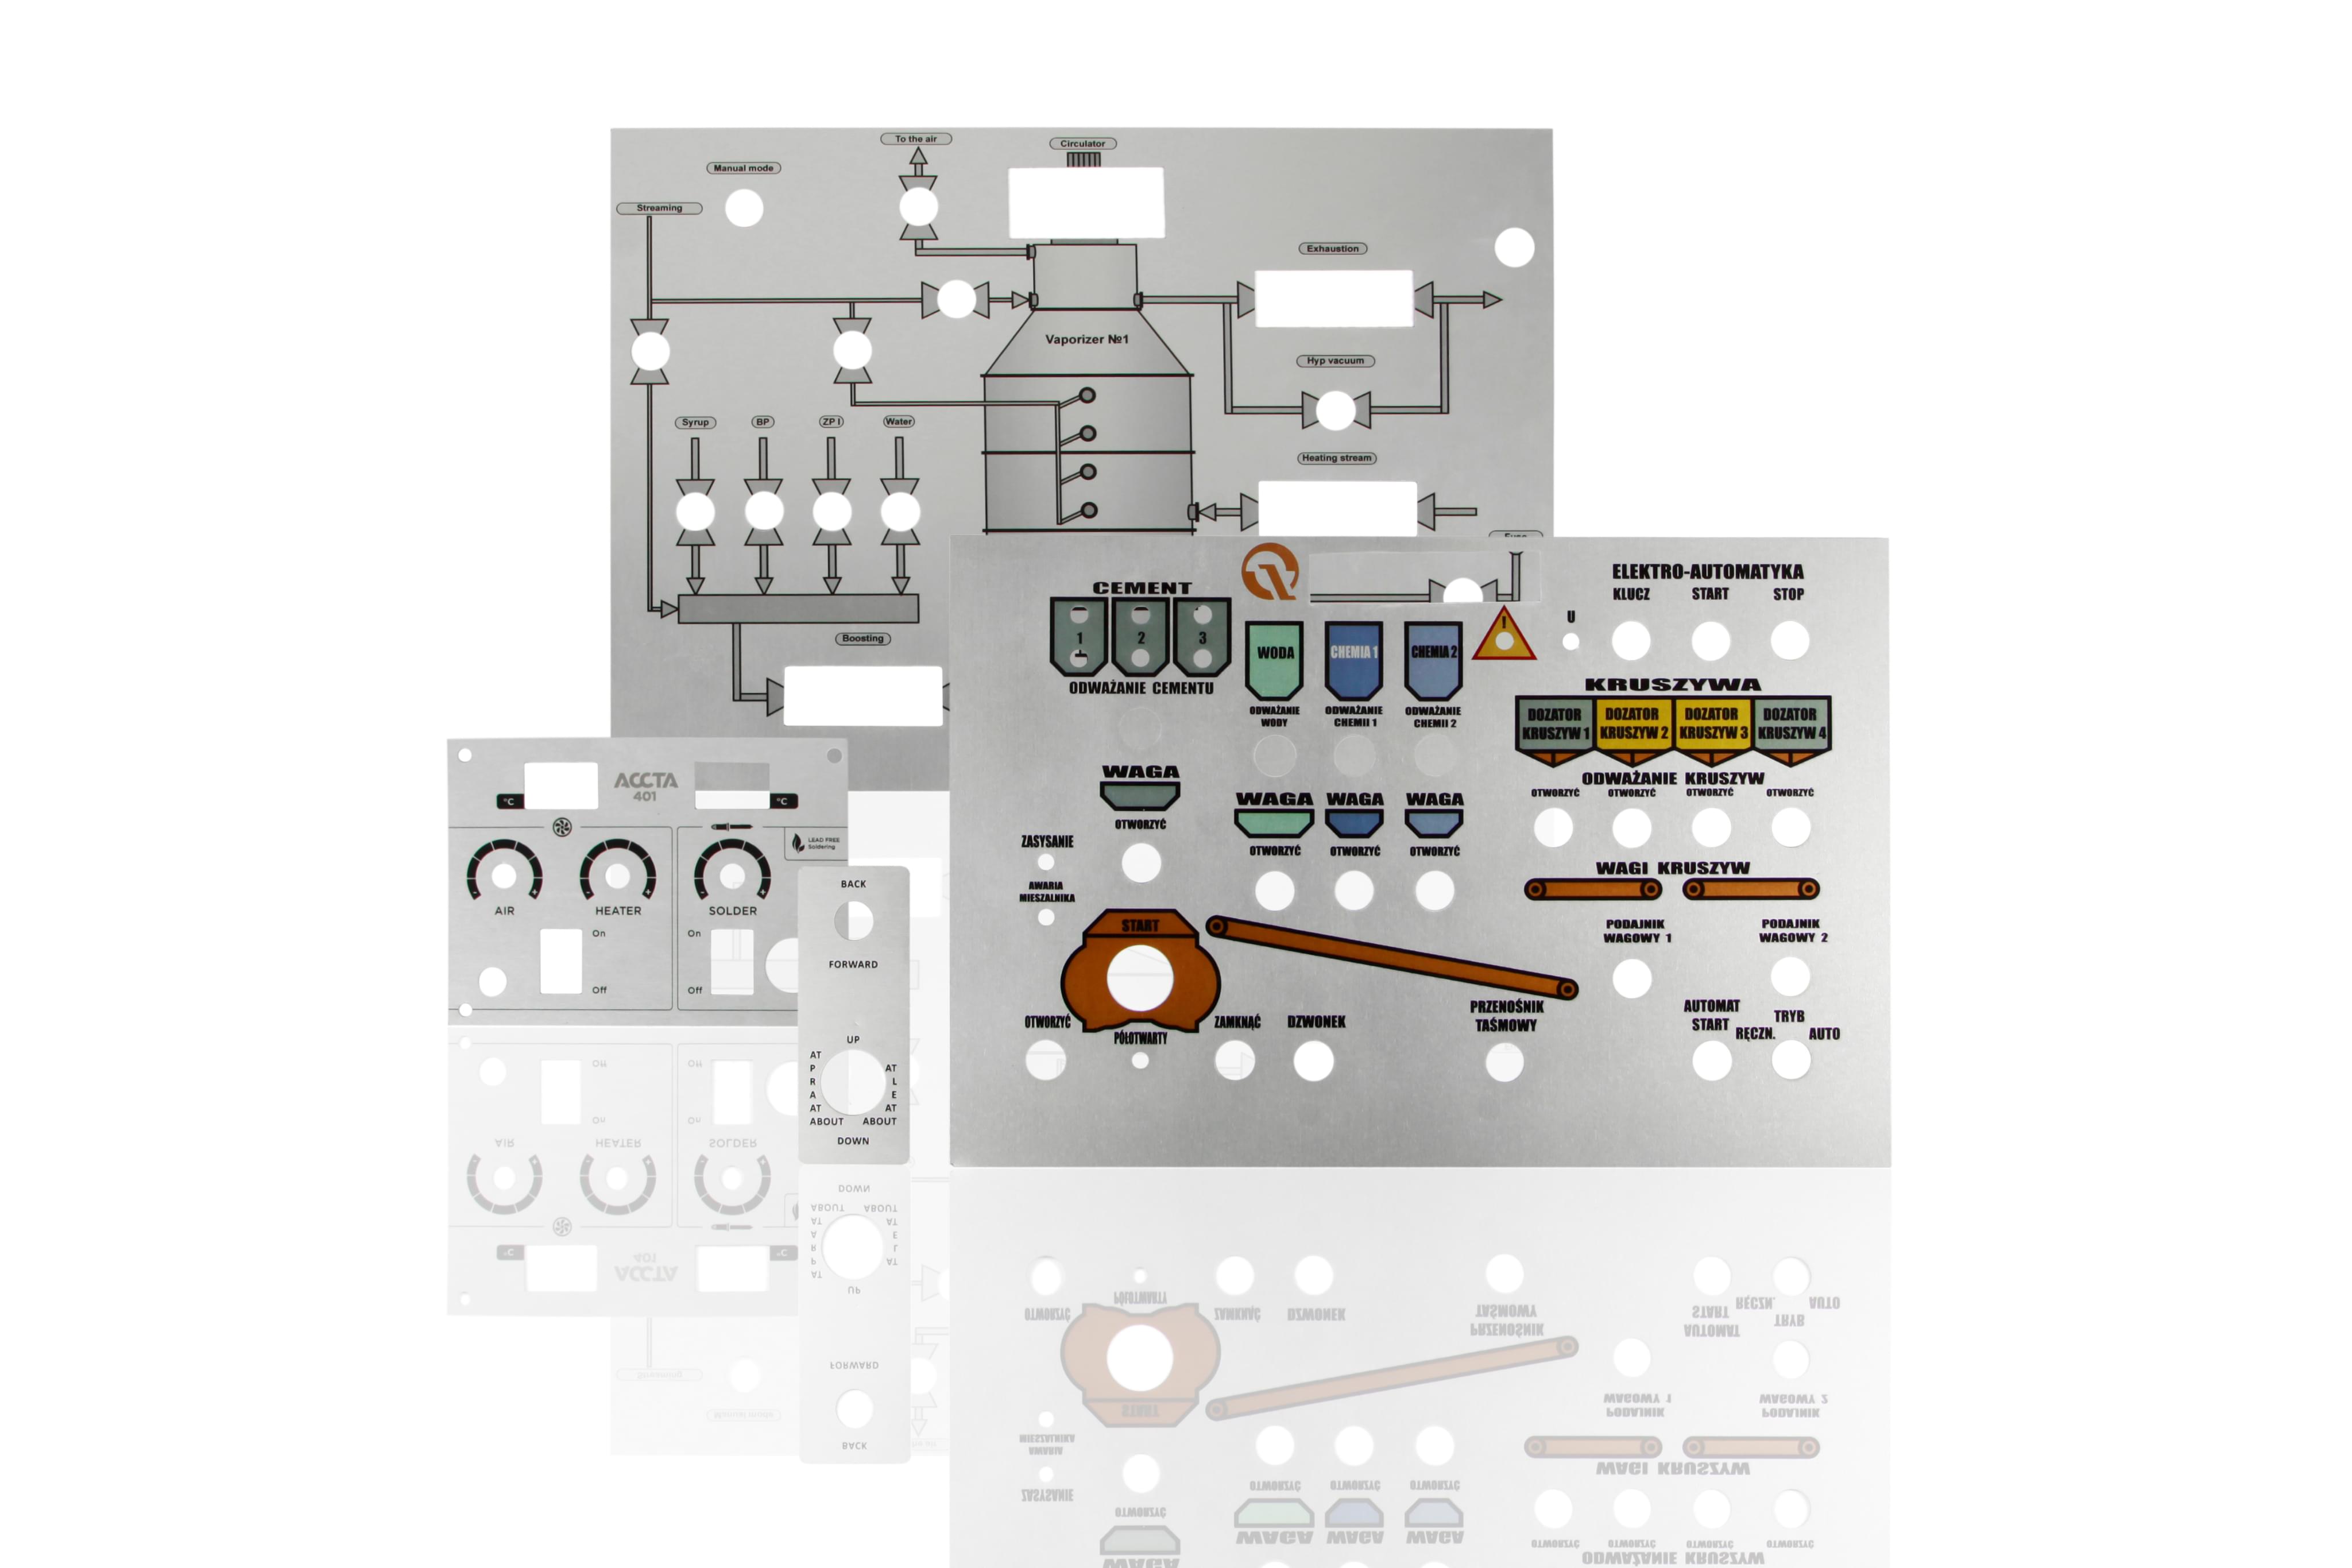 To the air
Circulator
Manual mode
Streaming
Exhaustion
Vaporizer №1
Hyp vacuum
Syrup
BP
ZP I
Water
Heating stream
Boosting
CEMENT
1
2
3
ODWAŻANIE CEMENTU
WODA
CHEMIA 1
CHEMIA 2
ODWAŻANIE
WODY
ODWAŻANIE
CHEMII 1
ODWAŻANIE
CHEMII 2
!
U
ELEKTRO-AUTOMATYKA
KLUCZ
START
STOP
KRUSZYWA
DOZATOR
KRUSZYW 1
DOZATOR
KRUSZYW 2
DOZATOR
KRUSZYW 3
DOZATOR
KRUSZYW 4
ODWAŻANIE KRUSZYW
OTWORZYĆ
OTWORZYĆ
OTWORZYĆ
OTWORZYĆ
WAGA
OTWORZYĆ
WAGA
WAGA
WAGA
OTWORZYĆ
OTWORZYĆ
OTWORZYĆ
ZASYSANIE
AWARIA
MIESZALNIKA
WAGI KRUSZYW
PODAJNIK
WAGOWY 1
PODAJNIK
WAGOWY 2
START
OTWORZYĆ
PÓŁOTWARTY
ZAMKNĄĆ
DZWONEK
PRZENOŚNIK
TAŚMOWY
AUTOMAT
START
TRYB
RĘCZN.
AUTO
ACCTA
401
°C
°C
LEAD FREE
Soldering
- +
- +
- +
AIR
HEATER
SOLDER
On
Off
On
Off
BACK
FORWARD
UP
AT
P
R
A
AT
ABOUT
AT
L
E
AT
ABOUT
DOWN